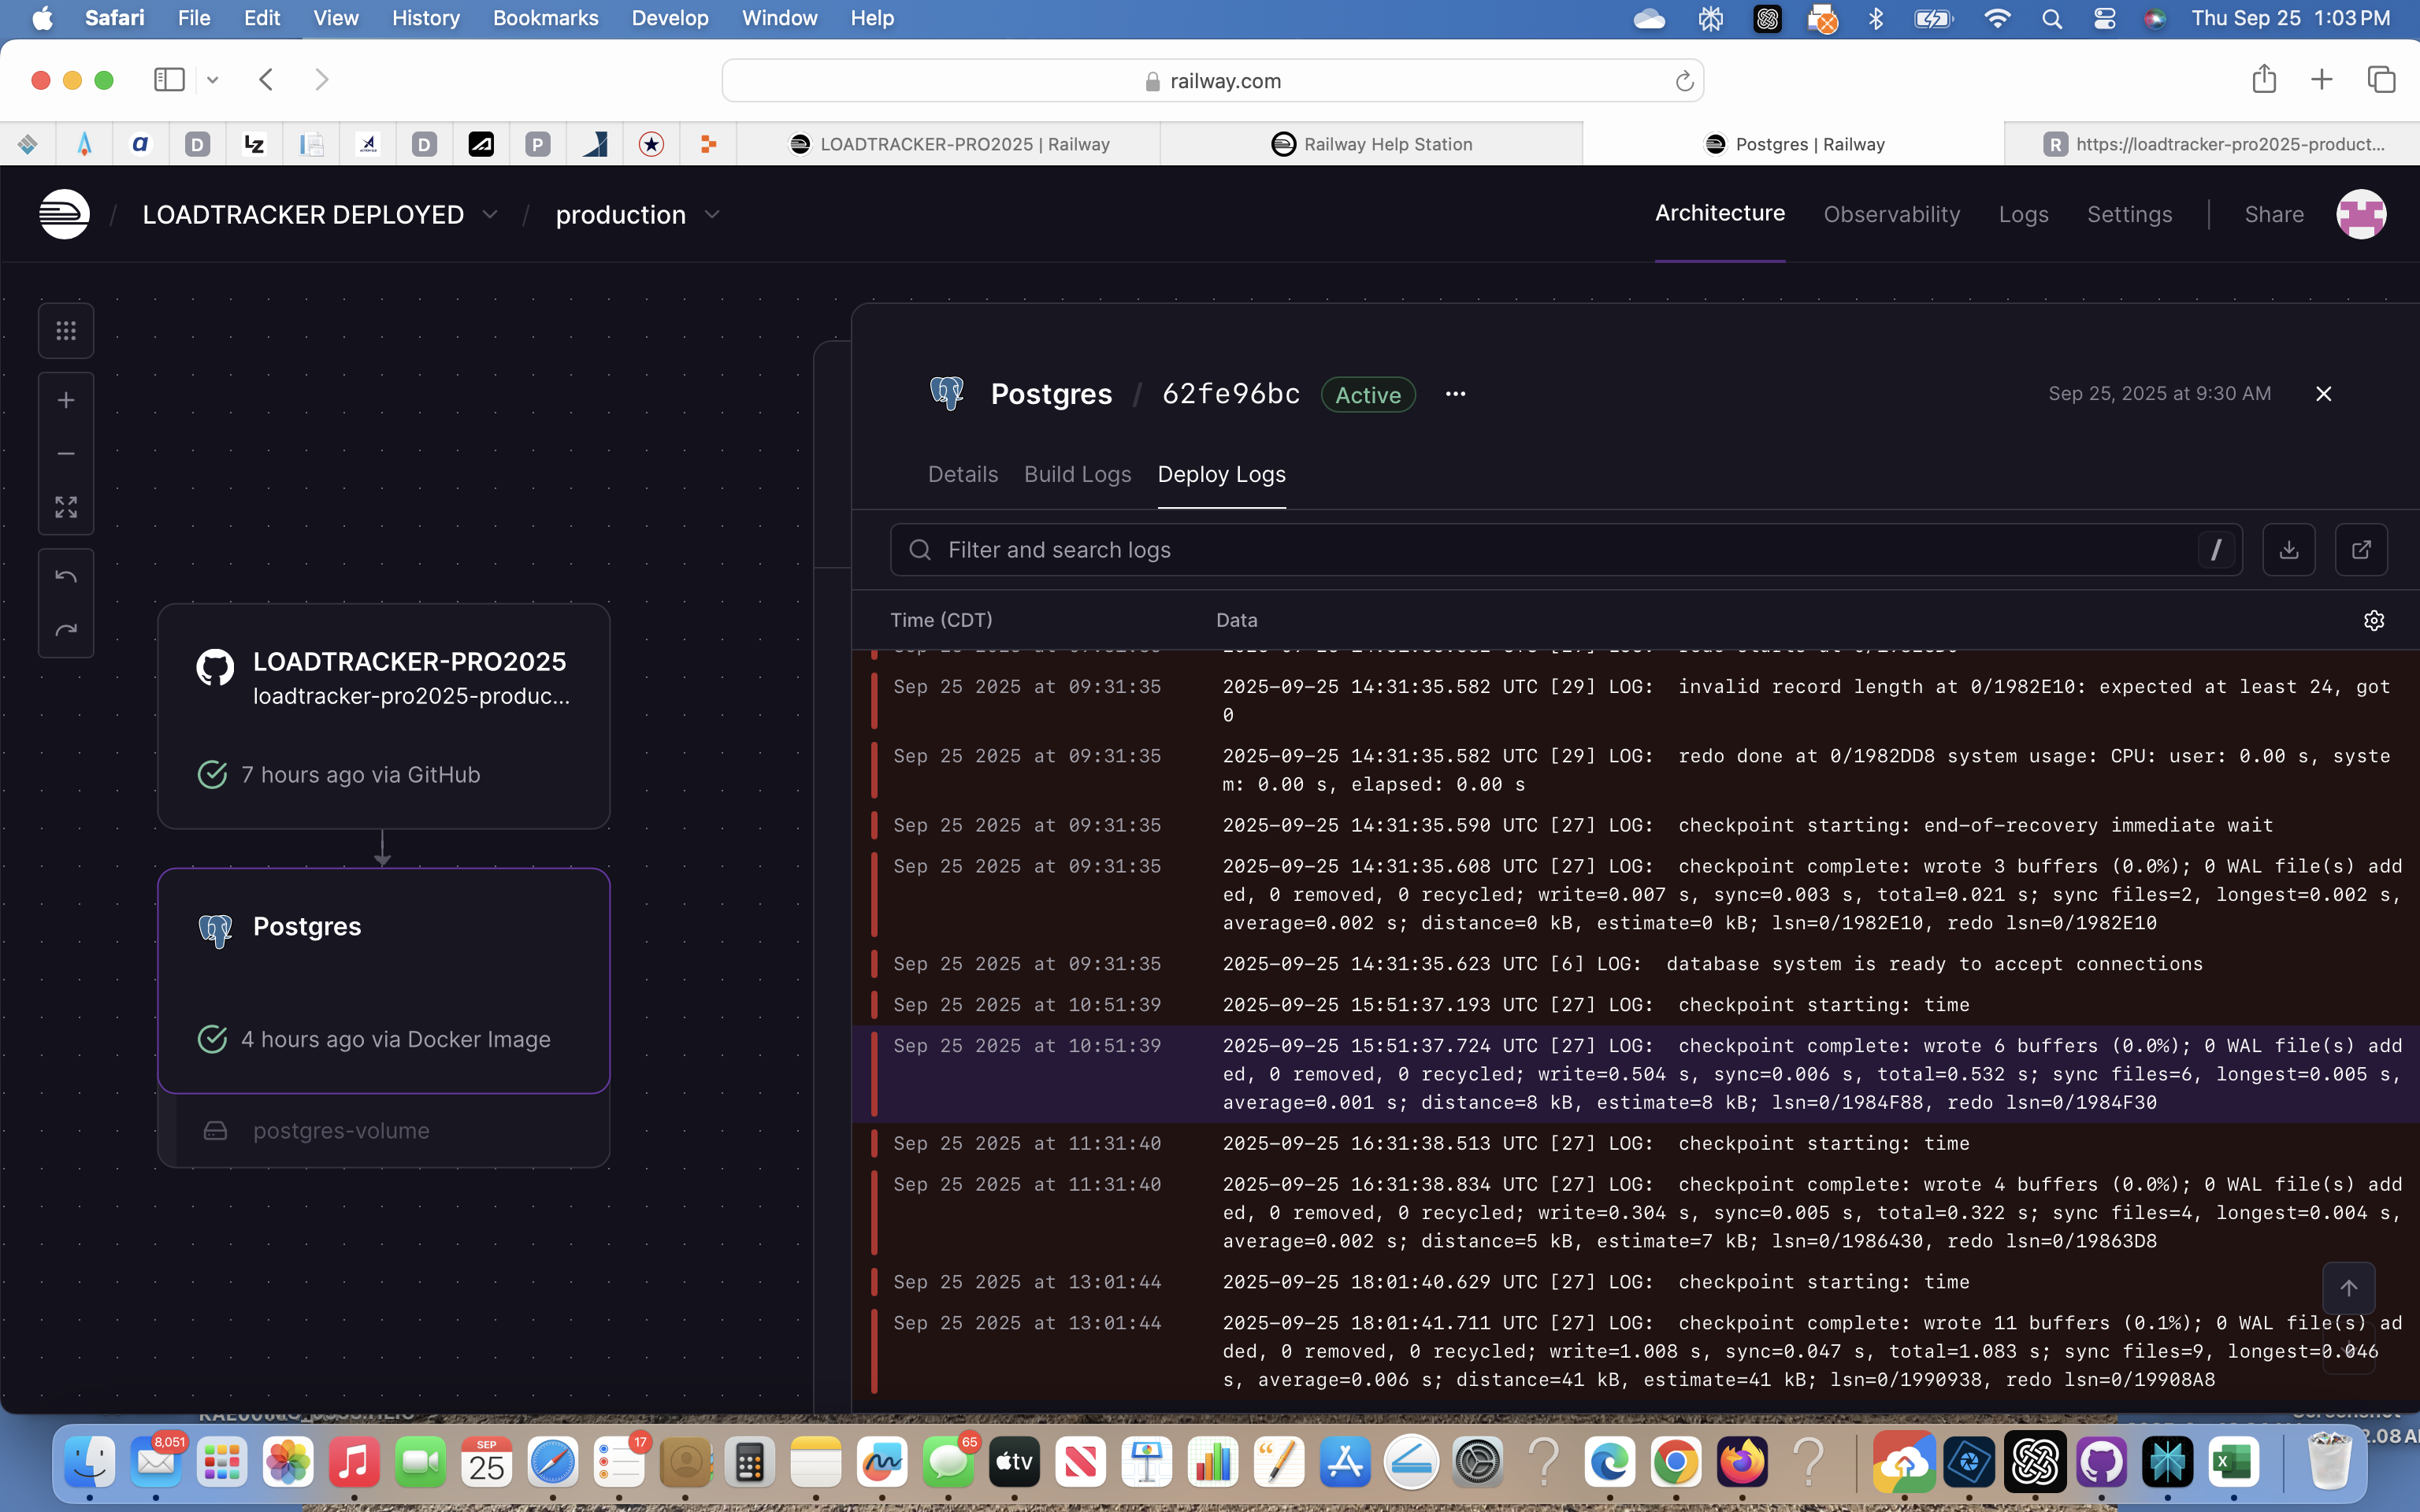 Safari File Edit View History Bookmarks Develop Window Help Thu Sep 25 1:03 PM
railway.com
a D LZ D P LOADTRACKER-PRO2025 | Railway Railway Help Station Postgres | Railway R https://loadtracker-pro2025-product...
/ LOADTRACKER DEPLOYED / production Architecture Observability Logs Settings Share
Postgres / 62fe96bc Active ... Sep 25, 2025 at 9:30 AM
Details Build Logs Deploy Logs
Filter and search logs /
Time (CDT) Data
LOADTRACKER-PRO2025
loadtracker-pro2025-produc...
7 hours ago via GitHub
Postgres
4 hours ago via Docker Image
postgres-volume
Sep 25 2025 at 09:31:35 2025-09-25 14:31:35.582 UTC [29] LOG: invalid record length at 0/1982E10: expected at least 24, got
0
Sep 25 2025 at 09:31:35 2025-09-25 14:31:35.582 UTC [29] LOG: redo done at 0/1982DD8 system usage: CPU: user: 0.00 s, syste
m: 0.00 s, elapsed: 0.00 s
Sep 25 2025 at 09:31:35 2025-09-25 14:31:35.590 UTC [27] LOG: checkpoint starting: end-of-recovery immediate wait
Sep 25 2025 at 09:31:35 2025-09-25 14:31:35.608 UTC [27] LOG: checkpoint complete: wrote 3 buffers (0.0%); 0 WAL file(s) add
ed, 0 removed, 0 recycled; write=0.007 s, sync=0.003 s, total=0.021 s; sync files=2, longest=0.002 s,
average=0.002 s; distance=0 kB, estimate=0 kB; lsn=0/1982E10, redo lsn=0/1982E10
Sep 25 2025 at 09:31:35 2025-09-25 14:31:35.623 UTC [6] LOG: database system is ready to accept connections
Sep 25 2025 at 10:51:39 2025-09-25 15:51:37.193 UTC [27] LOG: checkpoint starting: time
Sep 25 2025 at 10:51:39 2025-09-25 15:51:37.724 UTC [27] LOG: checkpoint complete: wrote 6 buffers (0.0%); 0 WAL file(s) add
ed, 0 removed, 0 recycled; write=0.504 s, sync=0.006 s, total=0.532 s; sync files=6, longest=0.005 s,
average=0.001 s; distance=8 kB, estimate=8 kB; lsn=0/1984F88, redo lsn=0/1984F30
Sep 25 2025 at 11:31:40 2025-09-25 16:31:38.513 UTC [27] LOG: checkpoint starting: time
Sep 25 2025 at 11:31:40 2025-09-25 16:31:38.834 UTC [27] LOG: checkpoint complete: wrote 4 buffers (0.0%); 0 WAL file(s) add
ed, 0 removed, 0 recycled; write=0.304 s, sync=0.005 s, total=0.322 s; sync files=4, longest=0.004 s,
average=0.002 s; distance=5 kB, estimate=7 kB; lsn=0/1986430, redo lsn=0/19863D8
Sep 25 2025 at 13:01:44 2025-09-25 18:01:40.629 UTC [27] LOG: checkpoint starting: time
Sep 25 2025 at 13:01:44 2025-09-25 18:01:41.711 UTC [27] LOG: checkpoint complete: wrote 11 buffers (0.1%); 0 WAL file(s) ad
ded, 0 removed, 0 recycled; write=1.008 s, sync=0.047 s, total=1.083 s; sync files=9, longest=0.046
s, average=0.006 s; distance=41 kB, estimate=41 kB; lsn=0/1990938, redo lsn=0/19908A8
8,051 SEP 25 17 65 tv